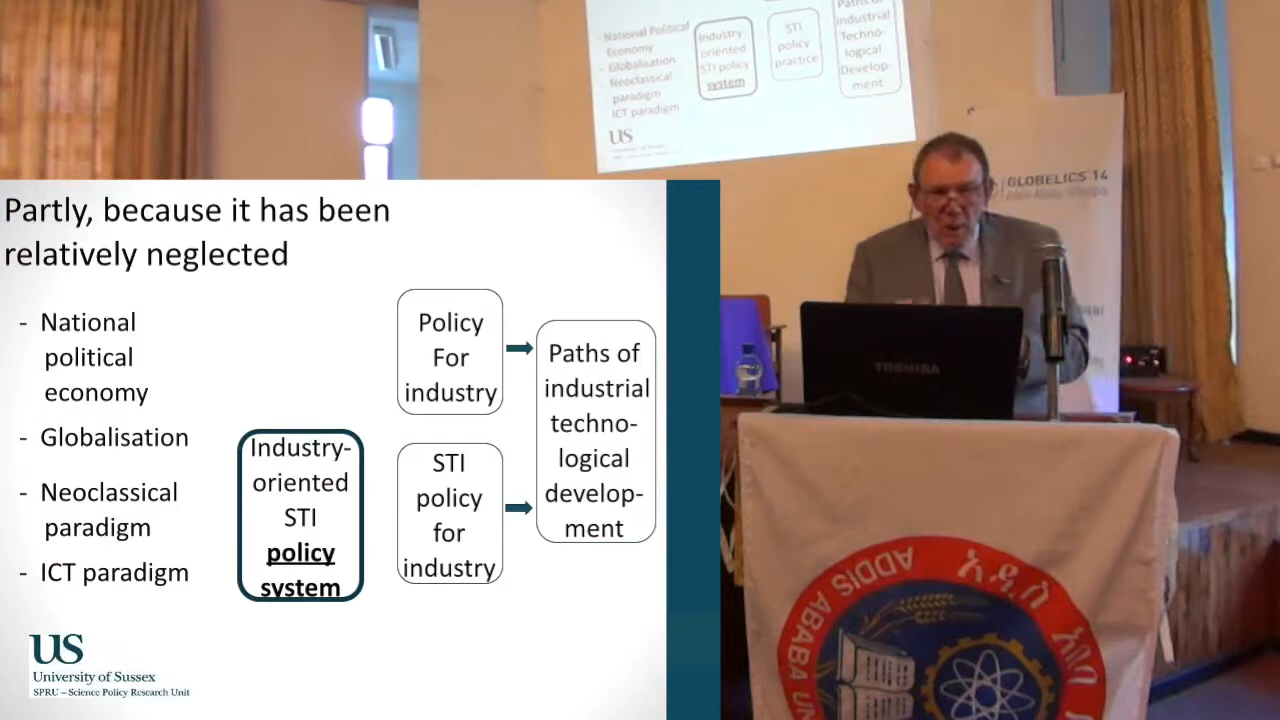 - National Political
Economy
- Globalisation
Neoclassical
paradigm
ICT paradigm
Industry
oriented
STI policy
system
STI
policy
practice
Paths of
industrial
Techno-
logical
Develop-
ment
US
GLOBELICS'14
Partly, because it has been
relatively neglected
- National
political
economy
- Globalisation
- Neoclassical
paradigm
- ICT paradigm
Industry-
oriented
STI
policy
system
Policy
For
industry
STI
policy
for
industry
Paths of
industrial
techno-
logical
develop-
ment
US
University of Sussex
SPRU – Science Policy Research Unit
TOSHIBA
ADDIS ABABA UN
አዲስ አበባ